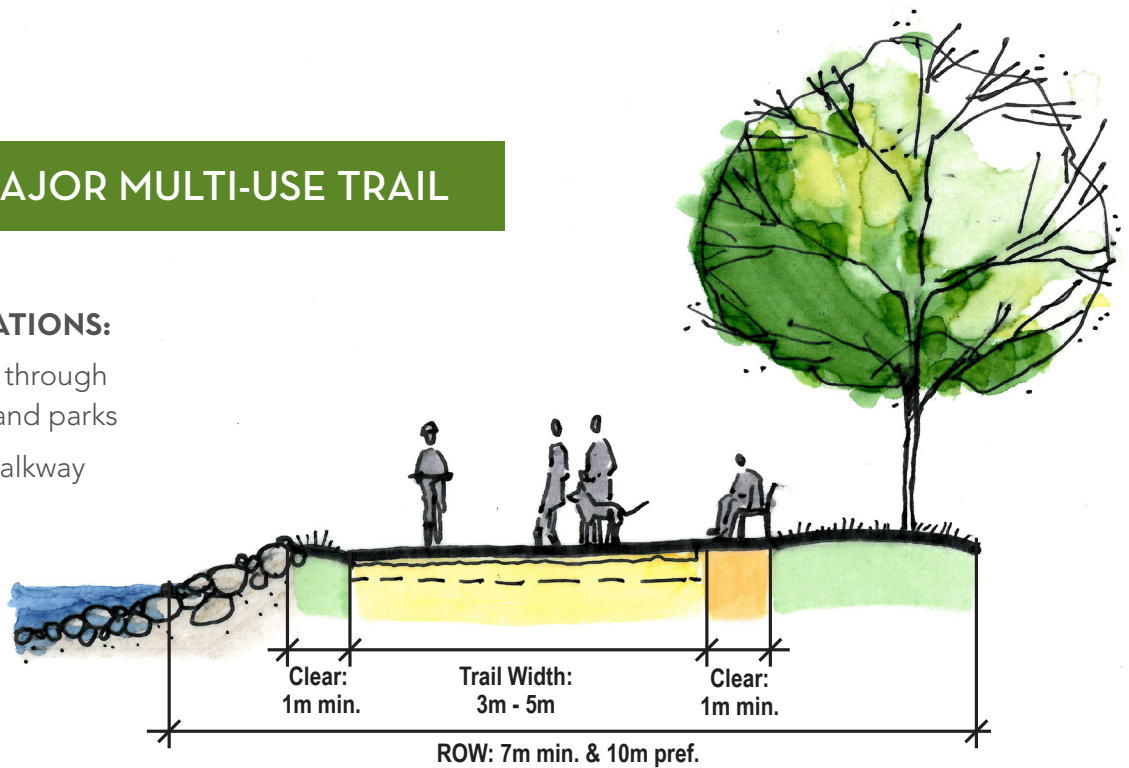 AJOR MULTI-USE TRAIL
ATIONS:
through
and parks
alkway
Clear:
1m min.
Trail Width:
3m - 5m
Clear:
1m min.
ROW: 7m min. & 10m pref.